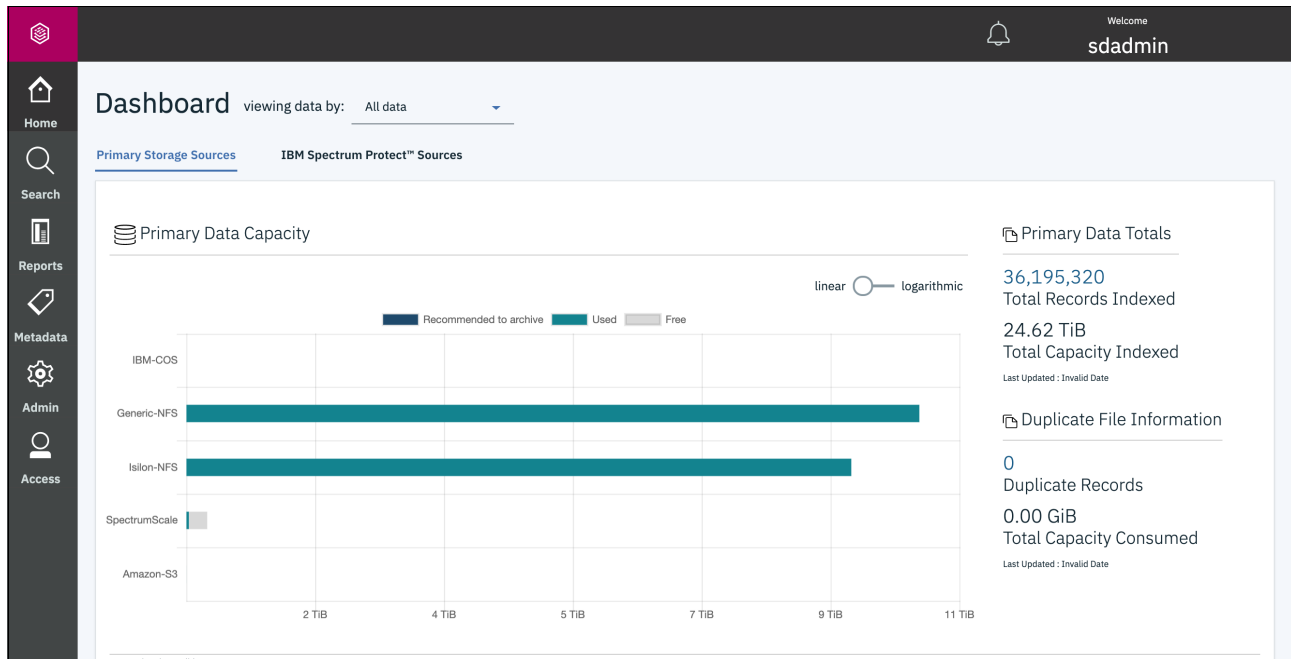 Welcome
sdadmin
Home
Search
Reports
Metadata
Admin
Access
Dashboard viewing data by: All data
Primary Storage Sources IBM Spectrum Protect™ Sources
Primary Data Capacity
linear logarithmic
Recommended to archive Used Free
IBM-COS
Generic-NFS
Isilon-NFS
SpectrumScale
Amazon-S3
2 TiB 4 TiB 5 TiB 7 TiB 9 TiB 11 TiB
Primary Data Totals
36,195,320
Total Records Indexed
24.62 TiB
Total Capacity Indexed
Last Updated : Invalid Date
Duplicate File Information
0
Duplicate Records
0.00 GiB
Total Capacity Consumed
Last Updated : Invalid Date